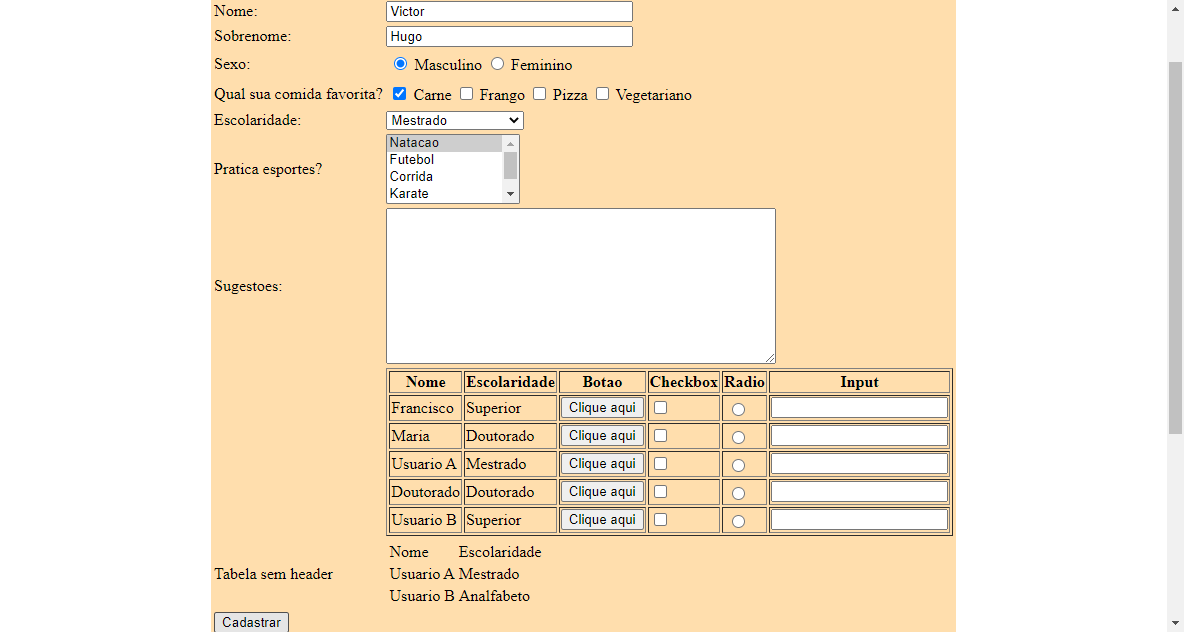 Nome: Victor
Sobrenome: Hugo
Sexo: Masculino Feminino
Qual sua comida favorita? Carne Frango Pizza Vegetariano
Escolaridade: Mestrado
Natacao
Futebol
Pratica esportes?
Corrida
Karate
Sugestoes:
Nome Escolaridade Botao Checkbox Radio Input
Francisco Superior Clique aqui
Maria Doutorado Clique aqui
Usuario A Mestrado Clique aqui
Doutorado Doutorado Clique aqui
Usuario B Superior Clique aqui
Nome Escolaridade
Tabela sem header Usuario A Mestrado
Usuario B Analfabeto
Cadastrar